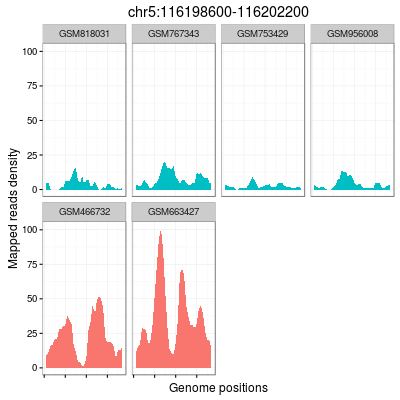 chr5:116198600-116202200
GSM818031 GSM767343 GSM753429 GSM956008
100
75
50
25
0
GSM466732 GSM663427
100
75
50
25
0
Mapped reads density
Genome positions